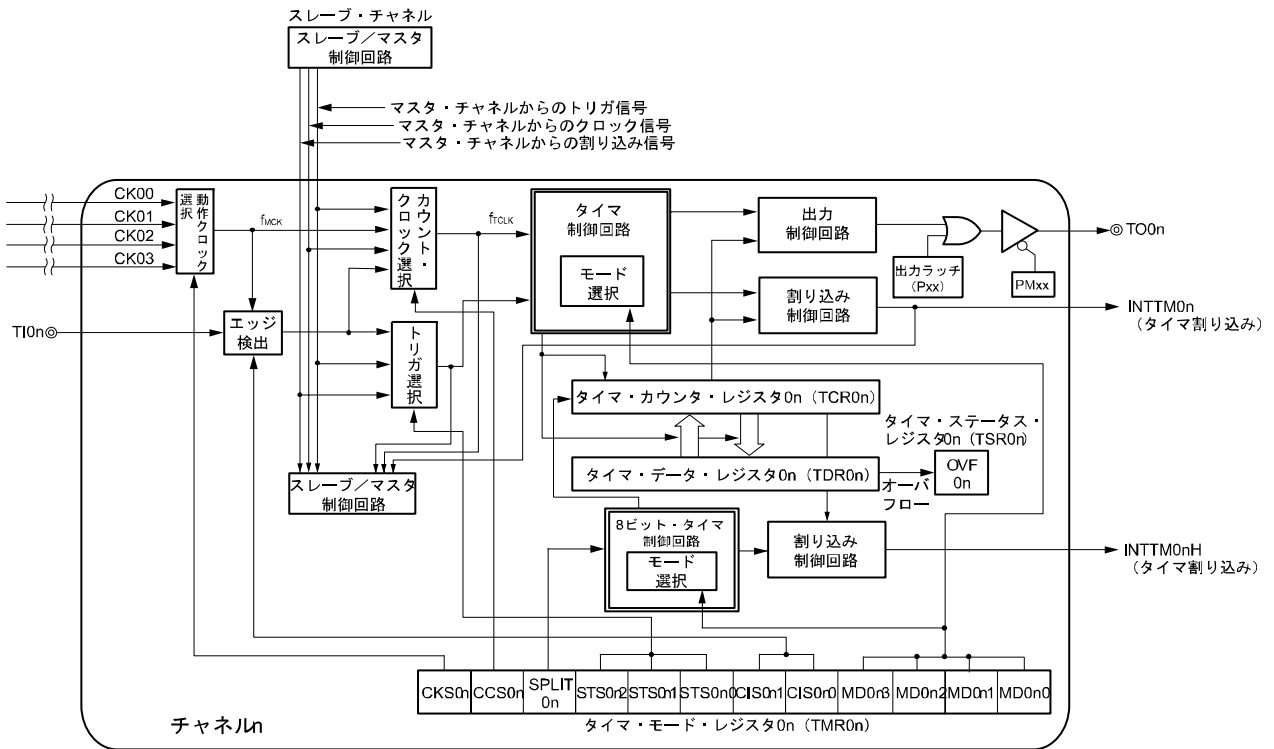 スレーブ・チャネル
スレーブ／マスタ
制御回路
マスタ・チャネルからのトリガ信号
マスタ・チャネルからのクロック信号
マスタ・チャネルからの割り込み信号
CK00
CK01
CK02
CK03
動作クロック
選択
fMCK
カウント・
クロック選択
fTCLK
タイマ
制御回路
モード
選択
出力
制御回路
出力ラッチ
(Pxx)
PMxx
TO0n
TI0n
エッジ
検出
トリガ選択
割り込み
制御回路
INTTM0n
（タイマ割り込み）
タイマ・カウンタ・レジスタ0n（TCR0n）
タイマ・ステータス・
レジスタ0n（TSR0n）
タイマ・データ・レジスタ0n（TDR0n）
オーバ
フロー
OVF
0n
スレーブ／マスタ
制御回路
8ビット・タイマ
制御回路
モード
選択
割り込み
制御回路
INTTM0nH
（タイマ割り込み）
CKS0n CCS0n SPLIT
0n STS0n2 STS0n1 STS0n0 CIS0n1 CIS0n0 MD0n3 MD0n2 MD0n1 MD0n0
タイマ・モード・レジスタ0n（TMR0n）
チャネルn